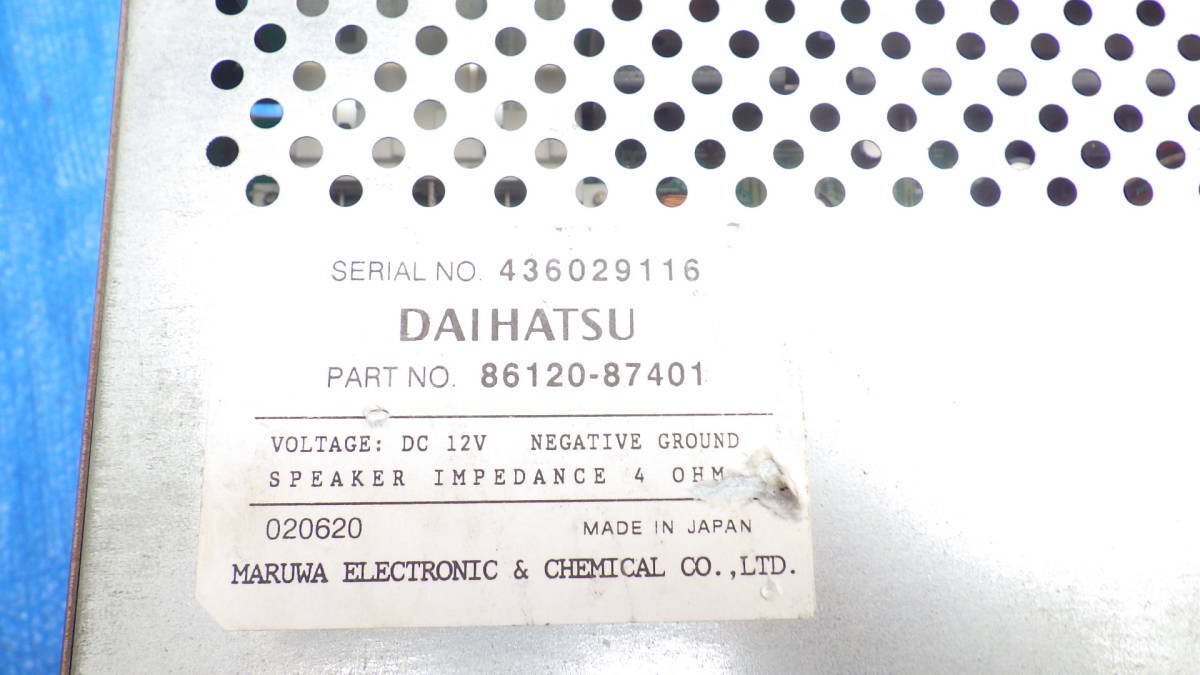 SERIAL NO. 436029116
DAIHATSU
PART NO. 86120-87401
VOLTAGE: DC 12V NEGATIVE GROUND
SPEAKER IMPEDANCE 4 OHM
020620 MADE IN JAPAN
MARUWA ELECTRONIC & CHEMICAL CO.,LTD.